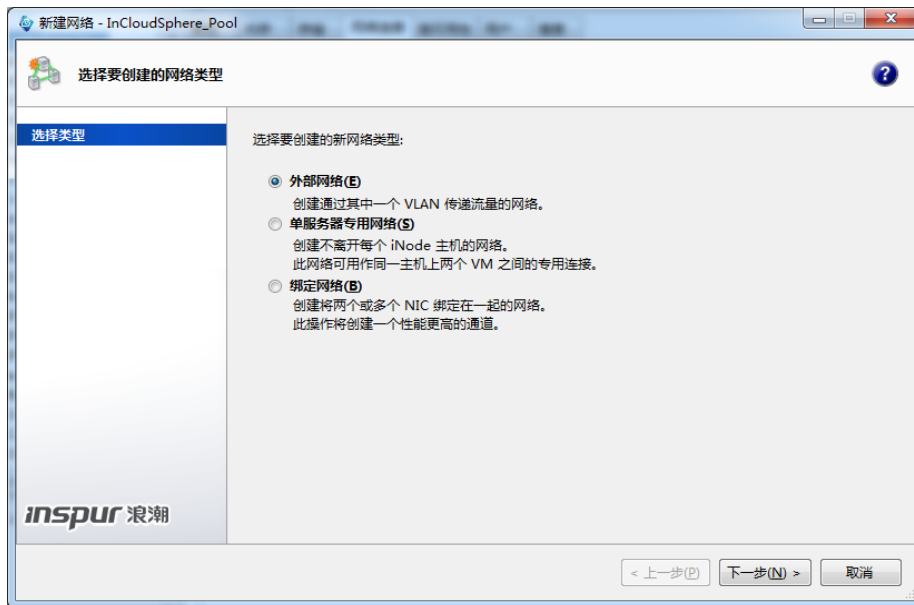 新建网络 - InCloudSphere_Pool
选择要创建的网络类型
?
选择类型
选择要创建的新网络类型:
外部网络(E)
创建通过其中一个 VLAN 传递流量的网络。
单服务器专用网络(S)
创建不离开每个 iNode 主机的网络。
此网络可用作同一主机上两个 VM 之间的专用连接。
绑定网络(B)
创建将两个或多个 NIC 绑定在一起的网络。
此操作将创建一个性能更高的通道。
inspur 浪潮
< 上一步(P) 下一步(N) > 取消